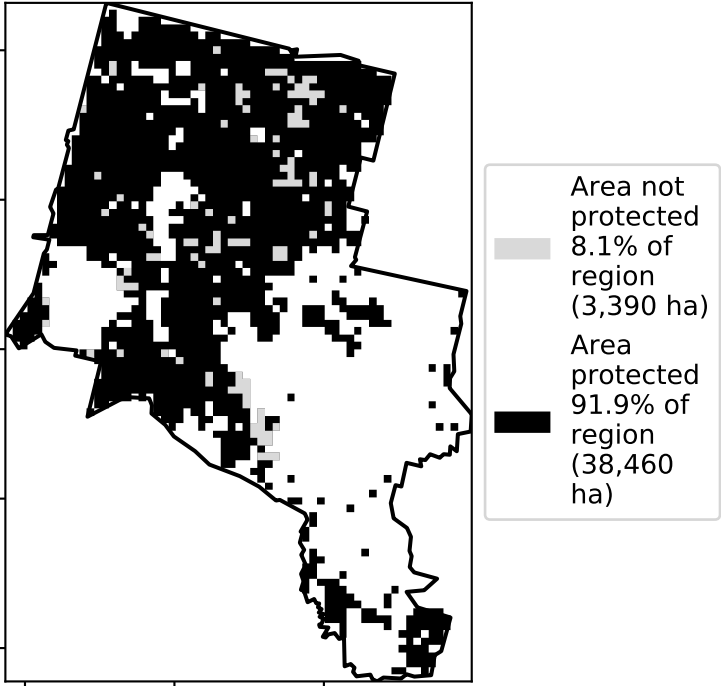 Area not
protected
8.1% of
region
(3,390 ha)
Area
protected
91.9% of
region
(38,460
ha)